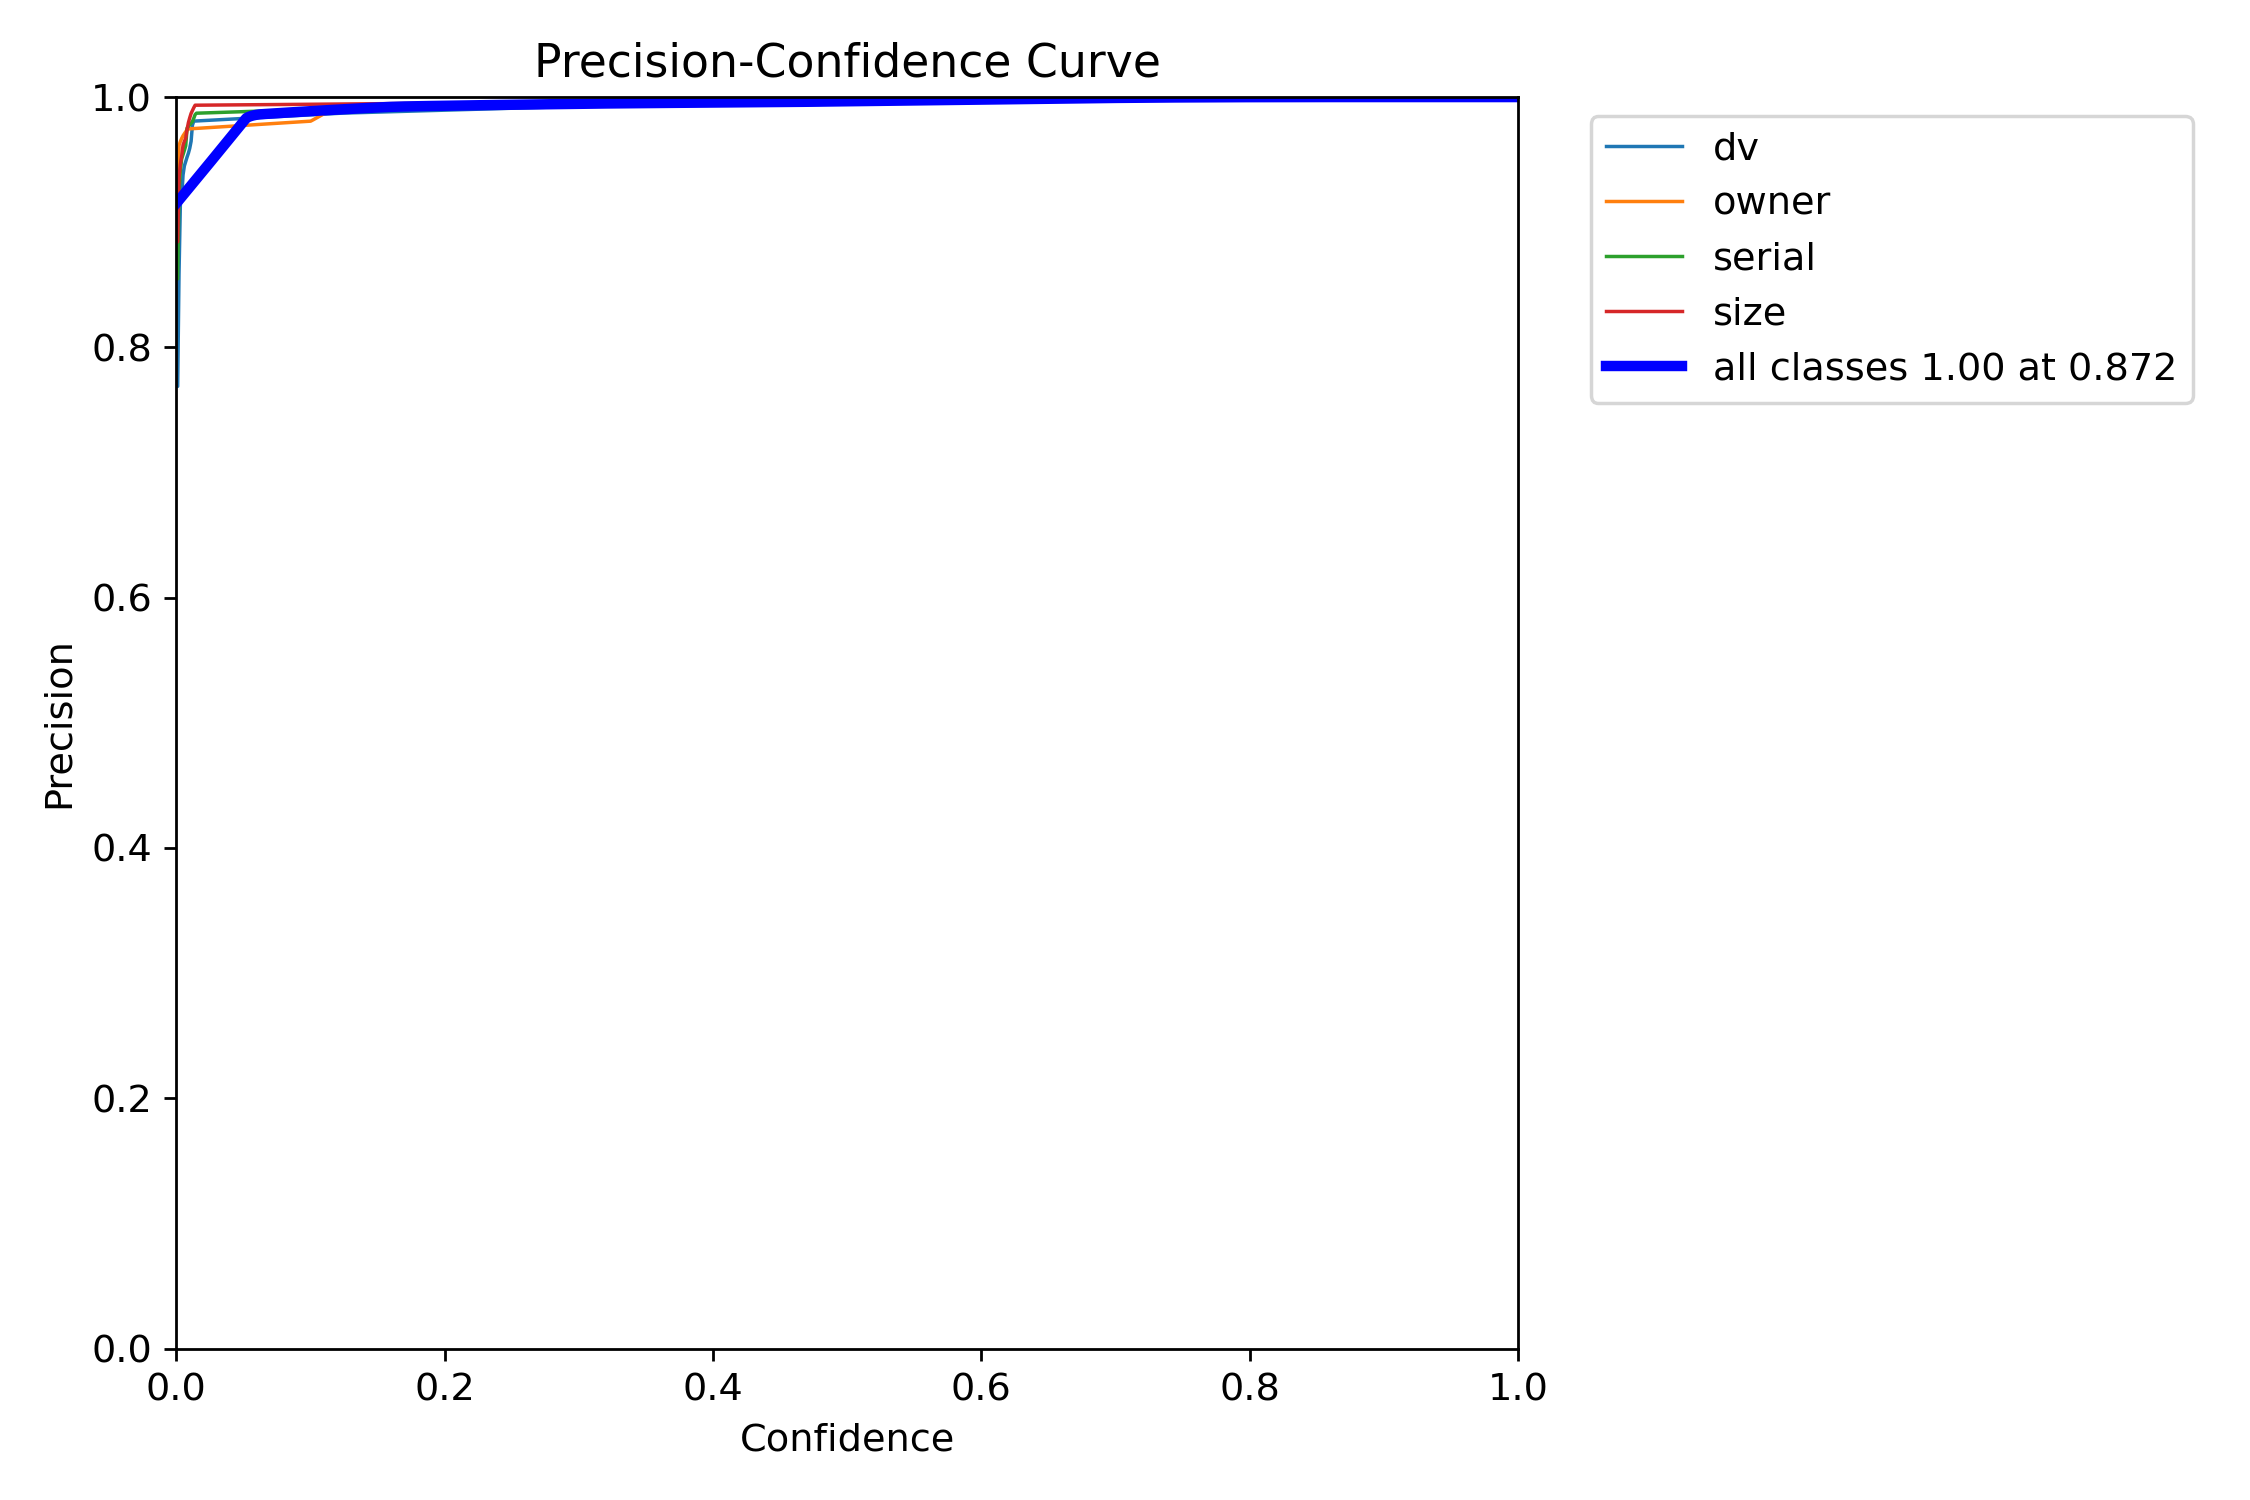 Precision-Confidence Curve
1.0
0.8
0.6
0.4
0.2
0.0
Precision
0.0 0.2 0.4 0.6 0.8 1.0
Confidence
dv
owner
serial
size
all classes 1.00 at 0.872